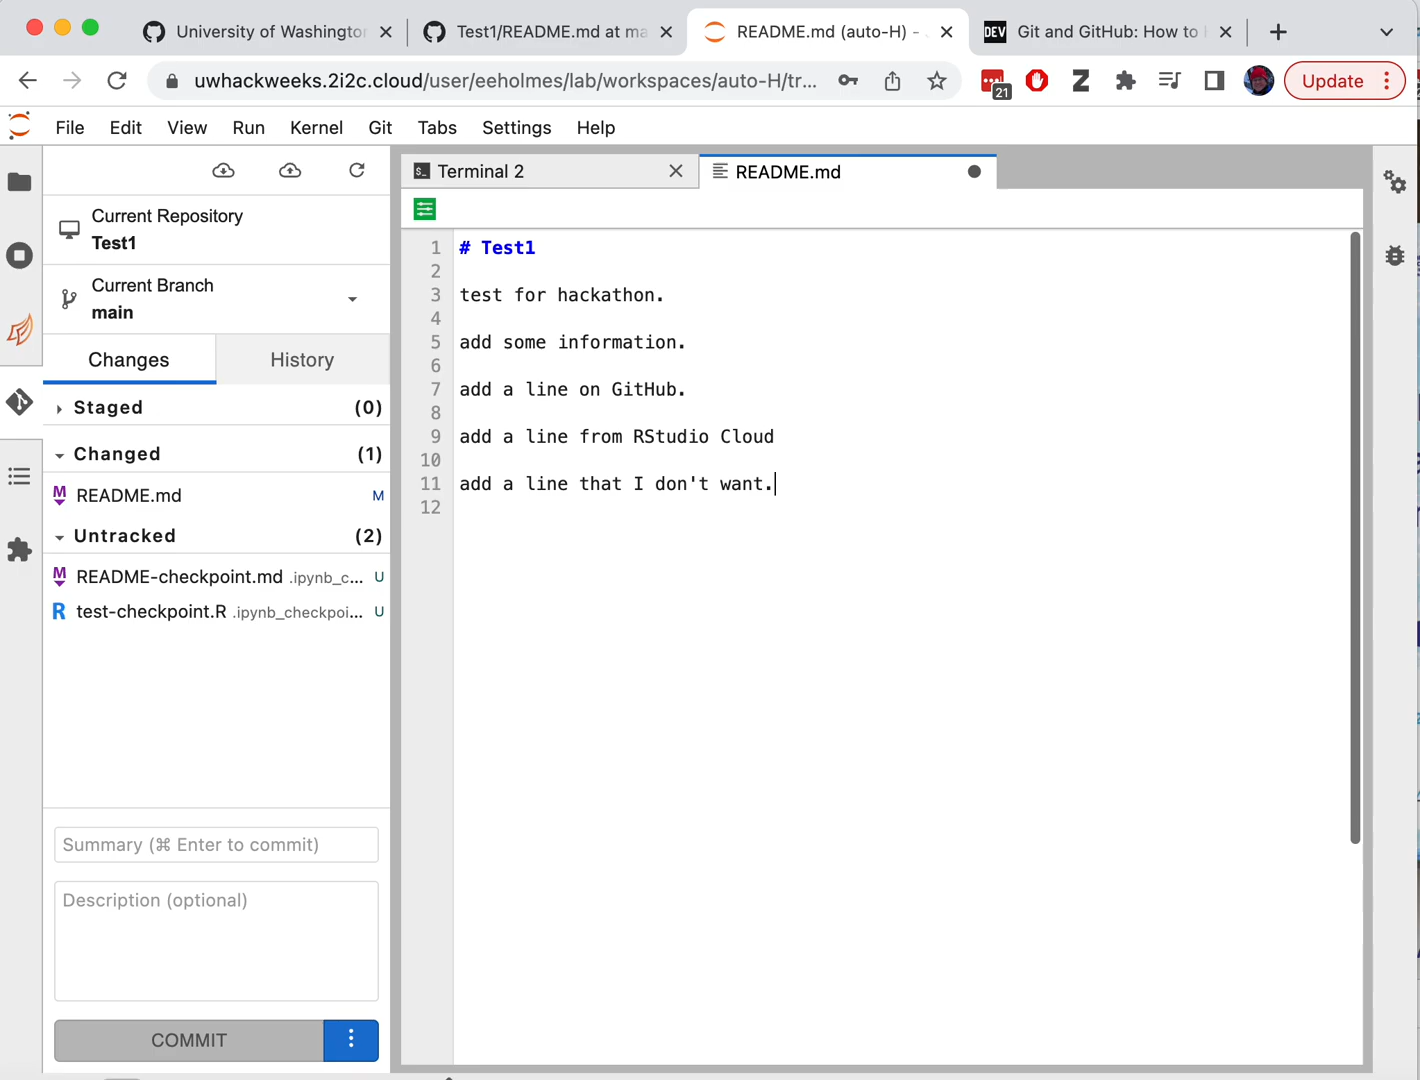 University of Washingto
Test1/README.md at ma
README.md (auto-H) -
DEV
Git and GitHub: How to
uwhackweeks.2i2c.cloud/user/eeholmes/lab/workspaces/auto-H/tr...
21
Z
Update
File Edit View Run Kernel Git Tabs Settings Help
Current Repository
Test1
Current Branch
main
Changes History
Staged (0)
Changed (1)
M README.md M
Untracked (2)
M README-checkpoint.md .ipynb_c... U
R test-checkpoint.R .ipynb_checkpoi... U
Summary (⌘ Enter to commit)
Description (optional)
COMMIT
$_ Terminal 2
README.md
1 # Test1
2
3 test for hackathon.
4
5 add some information.
6
7 add a line on GitHub.
8
9 add a line from RStudio Cloud
10
11 add a line that I don't want.
12